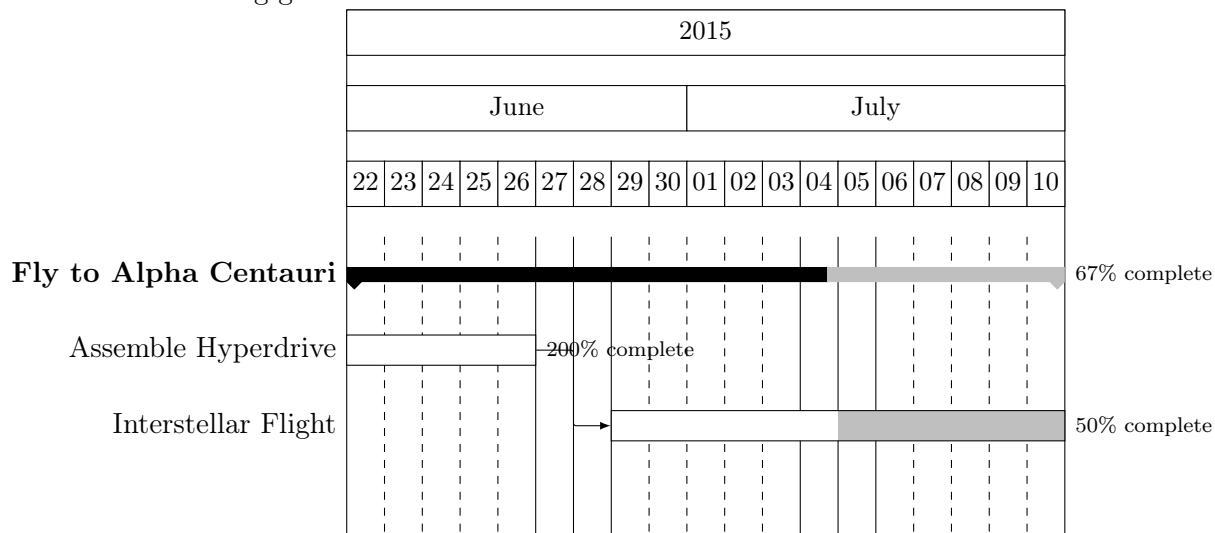 2015
June July
22 23 24 25 26 27 28 29 30 01 02 03 04 05 06 07 08 09 10
Fly to Alpha Centauri 67% complete
Assemble Hyperdrive 200% complete
Interstellar Flight 50% complete